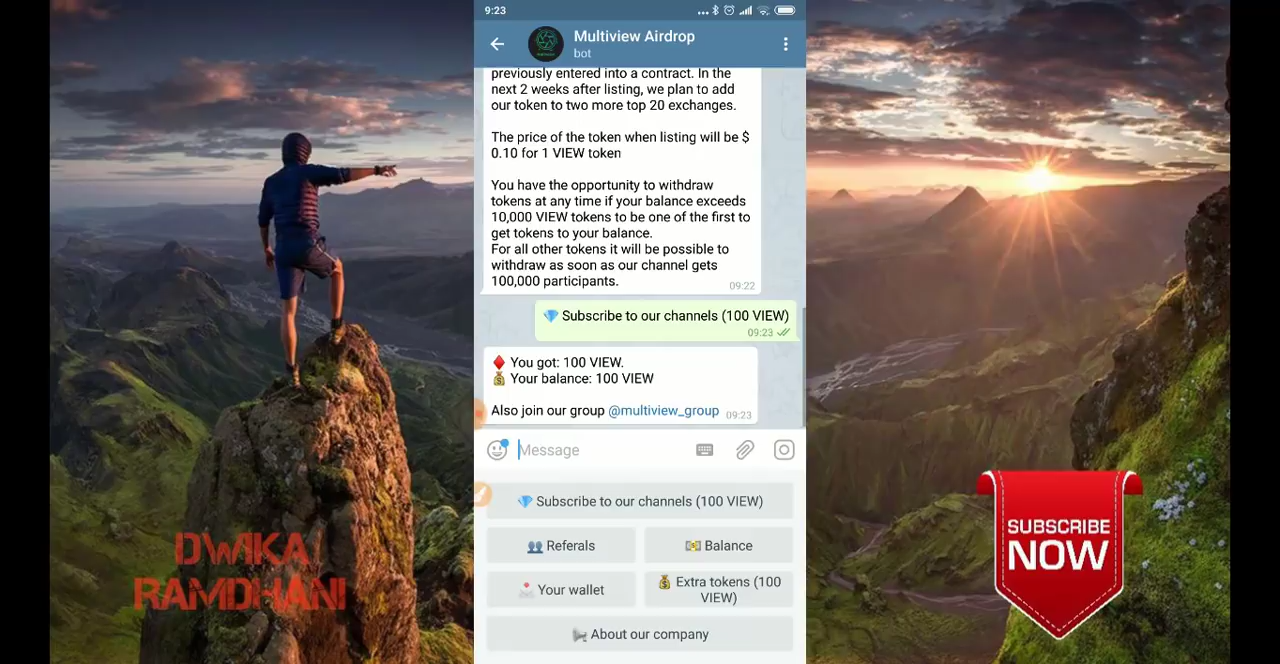 9:23
Multiview Airdrop
bot
previously entered into a contract. In the
next 2 weeks after listing, we plan to add
our token to two more top 20 exchanges.
The price of the token when listing will be $
0.10 for 1 VIEW token
You have the opportunity to withdraw
tokens at any time if your balance exceeds
10,000 VIEW tokens to be one of the first to
get tokens to your balance.
For all other tokens it will be possible to
withdraw as soon as our channel gets
100,000 participants.
09:22
💎 Subscribe to our channels (100 VIEW)
09:23
♦️ You got: 100 VIEW.
💰 Your balance: 100 VIEW
Also join our group @multiview_group
09:23
Message
💎 Subscribe to our channels (100 VIEW)
👥 Referals
💵 Balance
📩 Your wallet
💰 Extra tokens (100
VIEW)
📢 About our company
DWIKA
RAMDHANI
SUBSCRIBE
NOW